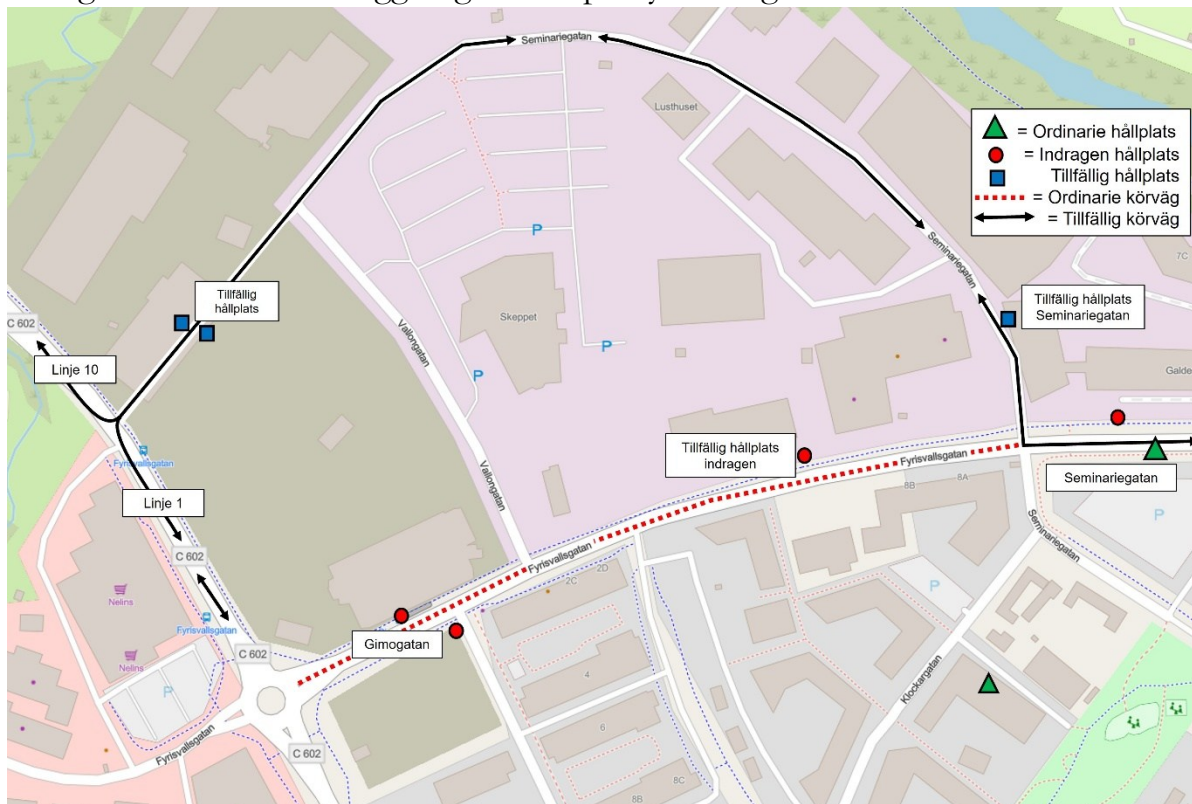 Seminariegatan
Lusthuset
= Ordinarie hållplats
= Indragen hållplats
Tillfällig hållplats
= Ordinarie körväg
= Tillfällig körväg
P
Seminariegatan
7C
Tillfällig
hållplats
Tillfällig hållplats
Seminariegatan
C 602
Skeppet
Vallongatan
P
Linje 10
P
Galde
Fyrisvallsgatan
Tillfällig hållplats
indragen
Fyrisvallsgatan
Seminariegatan
Linje 1
Vallongatan
8B
8A
P
C 602
Fyrisvallsgatan
Seminariegatan
2C
2D
P
Nelins
Fyrisvallsgatan
Gimogatan
C 602
C 602
Nelins
4
Klockargatan
P
6
C 602
Fyrisvallsgatan
8C
8B